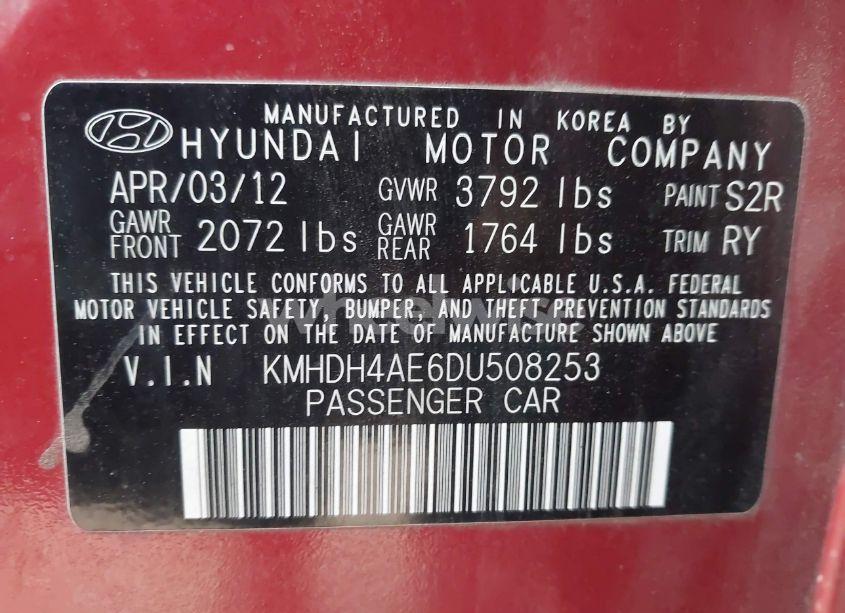 MANUFACTURED IN KOREA BY
HYUNDAI MOTOR COMPANY
APR/03/12 GVWR 3792 lbs PAINT S2R
GAWR FRONT 2072 lbs GAWR REAR 1764 lbs TRIM RY
THIS VEHICLE CONFORMS TO ALL APPLICABLE U.S.A. FEDERAL
MOTOR VEHICLE SAFETY, BUMPER, AND THEFT PREVENTION STANDARDS
IN EFFECT ON THE DATE OF MANUFACTURE SHOWN ABOVE
V.I.N KMHDH4AE6DU508253
PASSENGER CAR